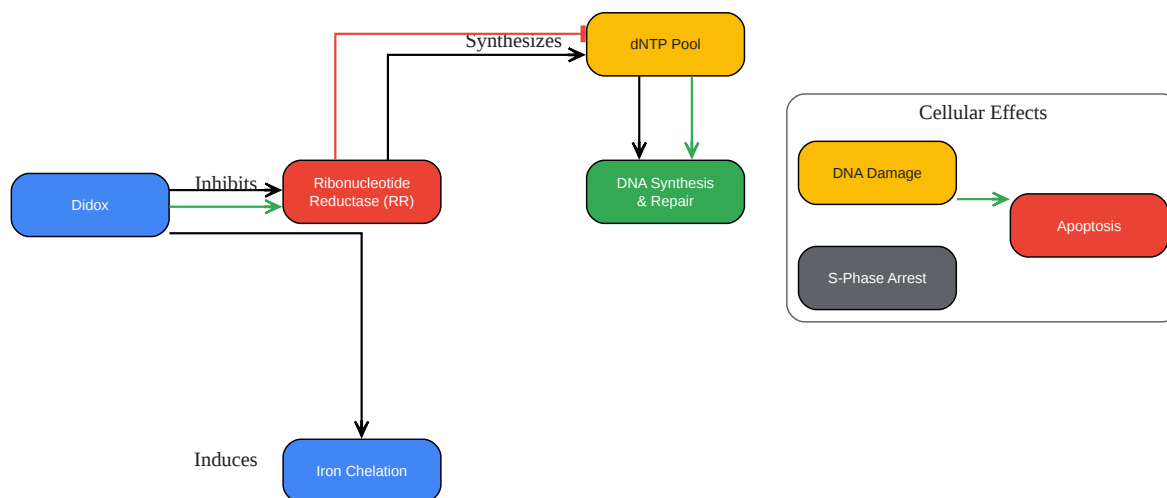 Synthesizes
dNTP Pool
Cellular Effects
Didox
Inhibits
Ribonucleotide
Reductase (RR)
DNA Synthesis
& Repair
DNA Damage
Apoptosis
S-Phase Arrest
Induces
Iron Chelation